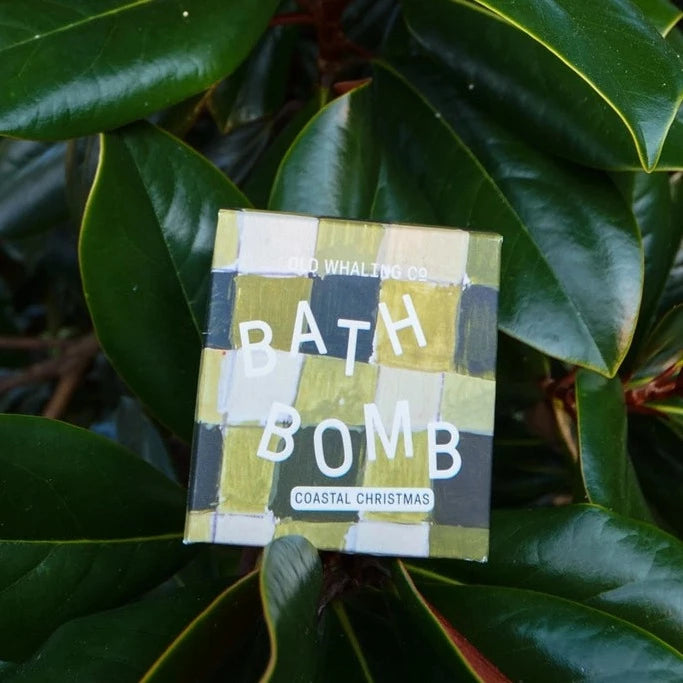 OLD WHALING Cº
BATH
BOMB
COASTAL CHRISTMAS